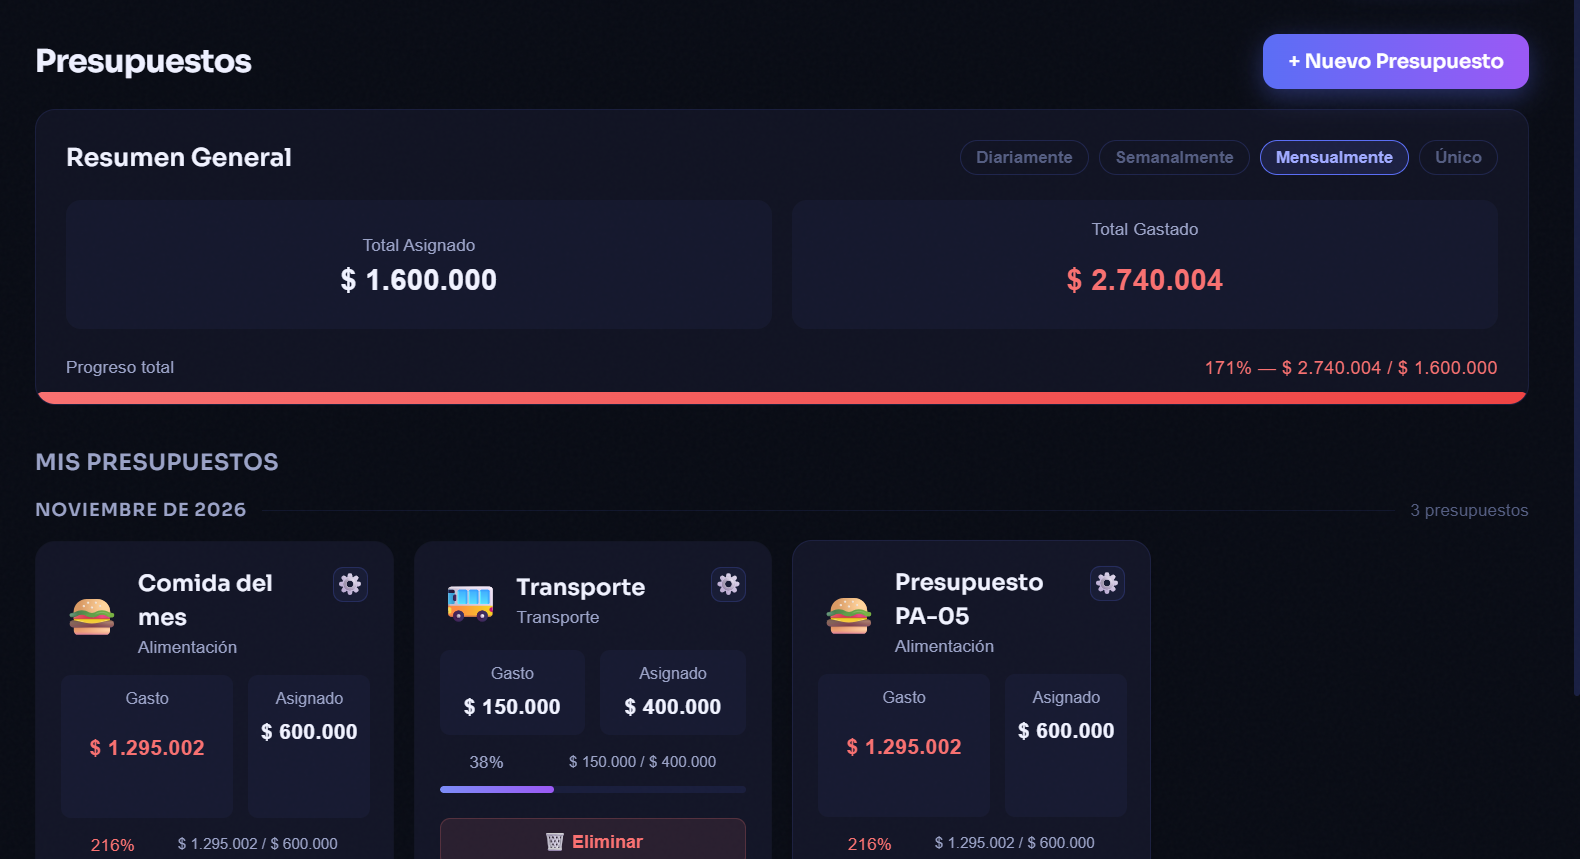 Presupuestos
+ Nuevo Presupuesto
Resumen General
Diariamente
Semanalmente
Mensualmente
Único
Total Asignado
$ 1.600.000
Total Gastado
$ 2.740.004
Progreso total
171% — $ 2.740.004 / $ 1.600.000
MIS PRESUPUESTOS
NOVIEMBRE DE 2026
3 presupuestos
Comida del
mes
Alimentación
Gasto
$ 1.295.002
Asignado
$ 600.000
216%
$ 1.295.002 / $ 600.000
Transporte
Transporte
Gasto
$ 150.000
Asignado
$ 400.000
38%
$ 150.000 / $ 400.000
Eliminar
Presupuesto
PA-05
Alimentación
Gasto
$ 1.295.002
Asignado
$ 600.000
216%
$ 1.295.002 / $ 600.000